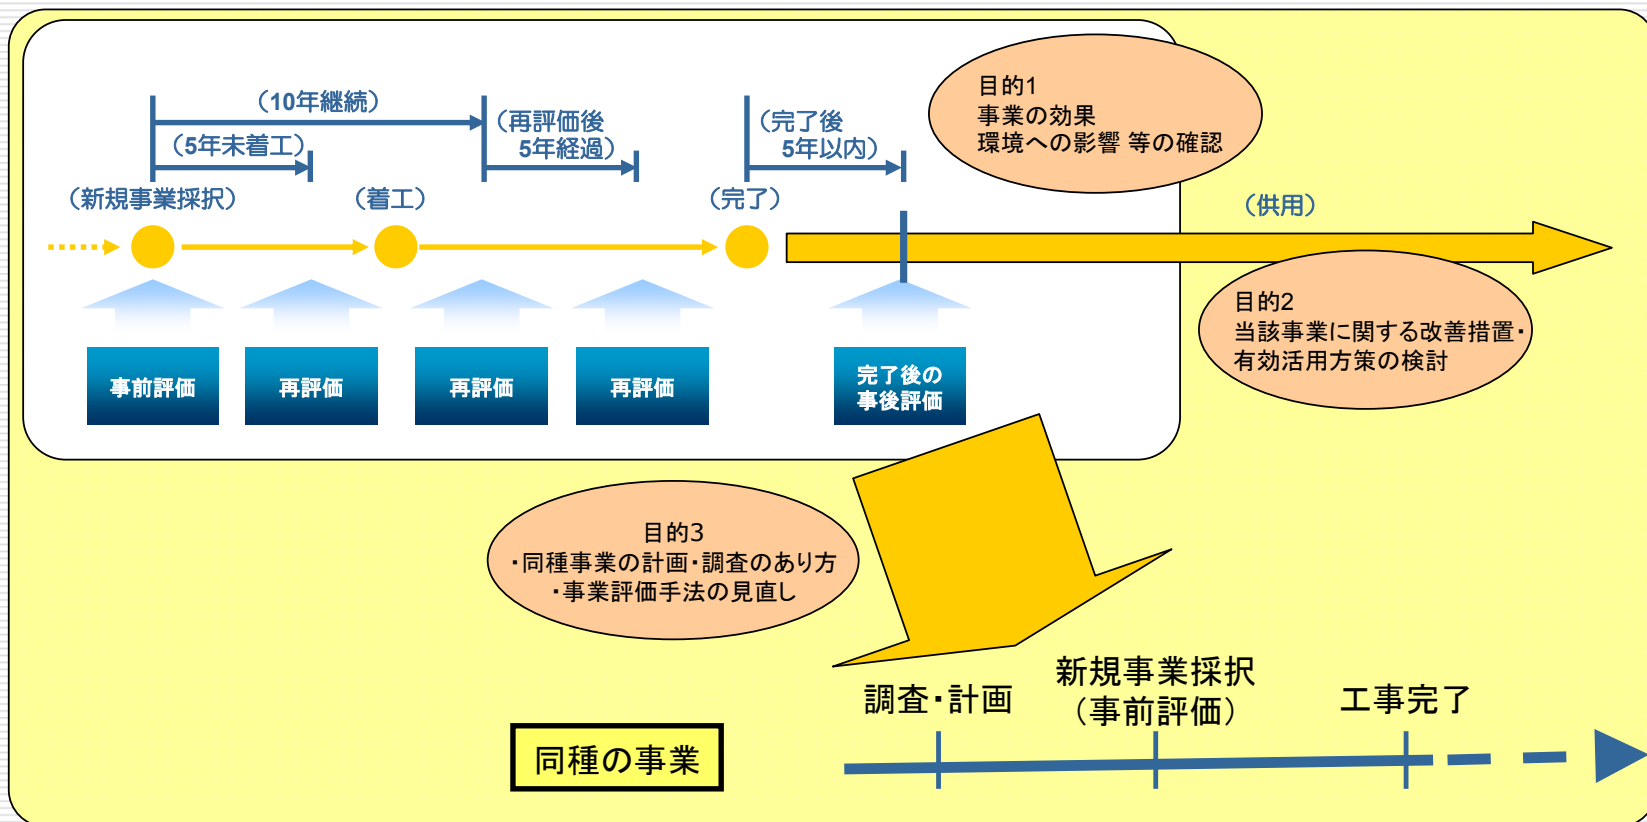 （10年継続）
（5年未着工）
（再評価後
5年経過）
（完了後
5年以内）
（新規事業採択）
（着工）
（完了）
（供用）
目的1
事業の効果
環境への影響 等の確認
目的2
当該事業に関する改善措置・
有効活用方策の検討
事前評価
再評価
再評価
再評価
完了後の
事後評価
目的3
・同種事業の計画・調査のあり方
・事業評価手法の見直し
調査・計画
新規事業採択
（事前評価）
工事完了
同種の事業